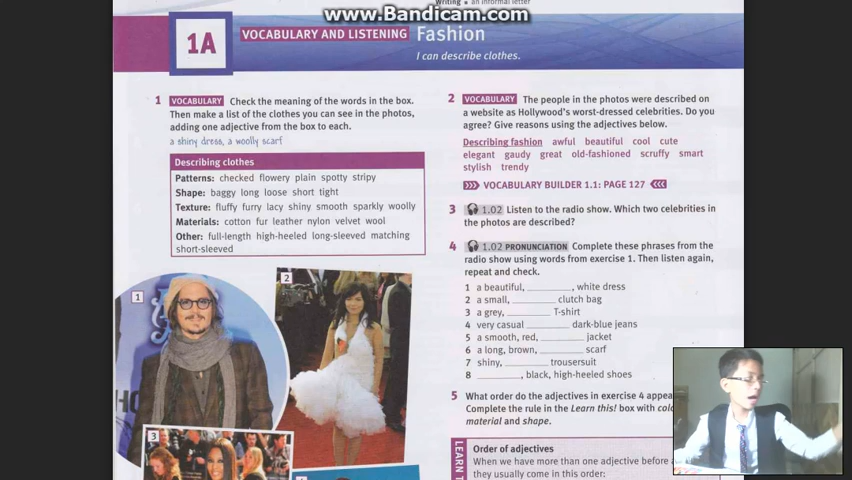 www.Bandicam.com
Writing • an informal letter
1A
VOCABULARY AND LISTENING Fashion
I can describe clothes.
1 VOCABULARY Check the meaning of the words in the box.
Then make a list of the clothes you can see in the photos,
adding one adjective from the box to each.
a shiny dress, a woolly scarf
Describing clothes
Patterns: checked flowery plain spotty stripy
Shape: baggy long loose short tight
Texture: fluffy furry lacy shiny smooth sparkly woolly
Materials: cotton fur leather nylon velvet wool
Other: full-length high-heeled long-sleeved matching
short-sleeved
1
2
3
2 VOCABULARY The people in the photos were described on
a website as Hollywood's worst-dressed celebrities. Do you
agree? Give reasons using the adjectives below.
Describing fashion awful beautiful cool cute
elegant gaudy great old-fashioned scruffy smart
stylish trendy
VOCABULARY BUILDER 1.1: PAGE 127
3 1.02 Listen to the radio show. Which two celebrities in
the photos are described?
4 1.02 PRONUNCIATION Complete these phrases from the
radio show using words from exercise 1. Then listen again,
repeat and check.
1 a beautiful, ________, white dress
2 a small, ________ clutch bag
3 a grey, ________ T-shirt
4 very casual ________ dark-blue jeans
5 a smooth, red, ________ jacket
6 a long, brown, ________ scarf
7 shiny, ________ trousersuit
8 ________, black, high-heeled shoes
5 What order do the adjectives in exercise 4 appea
Complete the rule in the Learn this! box with
material and shape.
LEARN
Order of adjectives
When we have more than one adjective before
they usually come in this order: